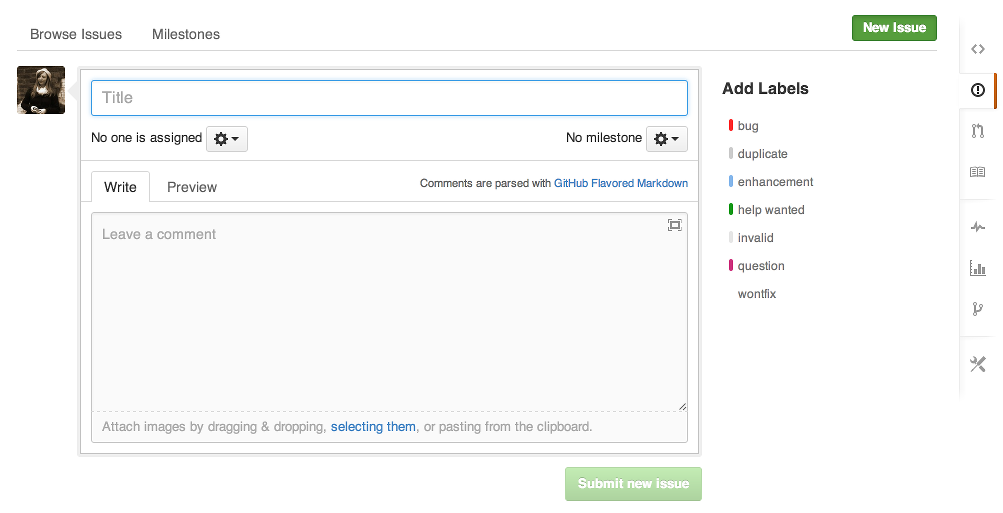 Browse Issues Milestones New Issue
Title
No one is assigned No milestone
Write Preview Comments are parsed with GitHub Flavored Markdown
Leave a comment
Attach images by dragging & dropping, selecting them, or pasting from the clipboard.
Submit new issue
Add Labels
bug
duplicate
enhancement
help wanted
invalid
question
wontfix